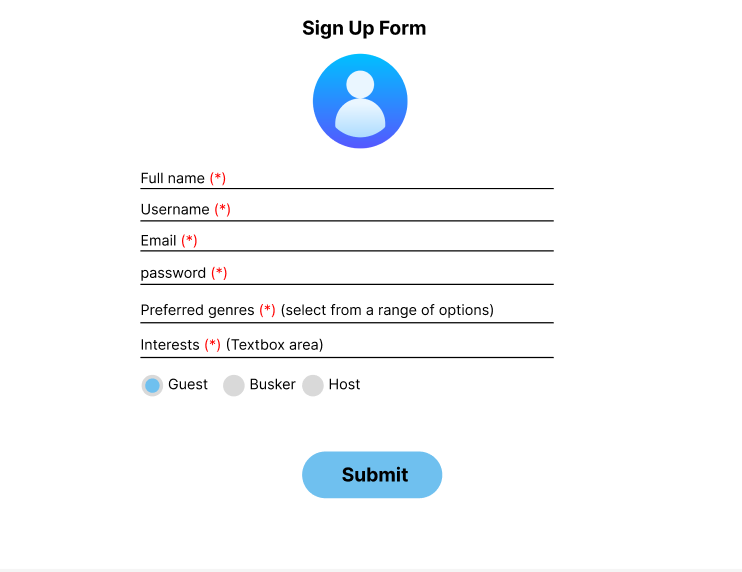 Sign Up Form
Full name (*)
Username (*)
Email (*)
password (*)
Preferred genres (*) (select from a range of options)
Interests (*) (Textbox area)
Guest Busker Host
Submit